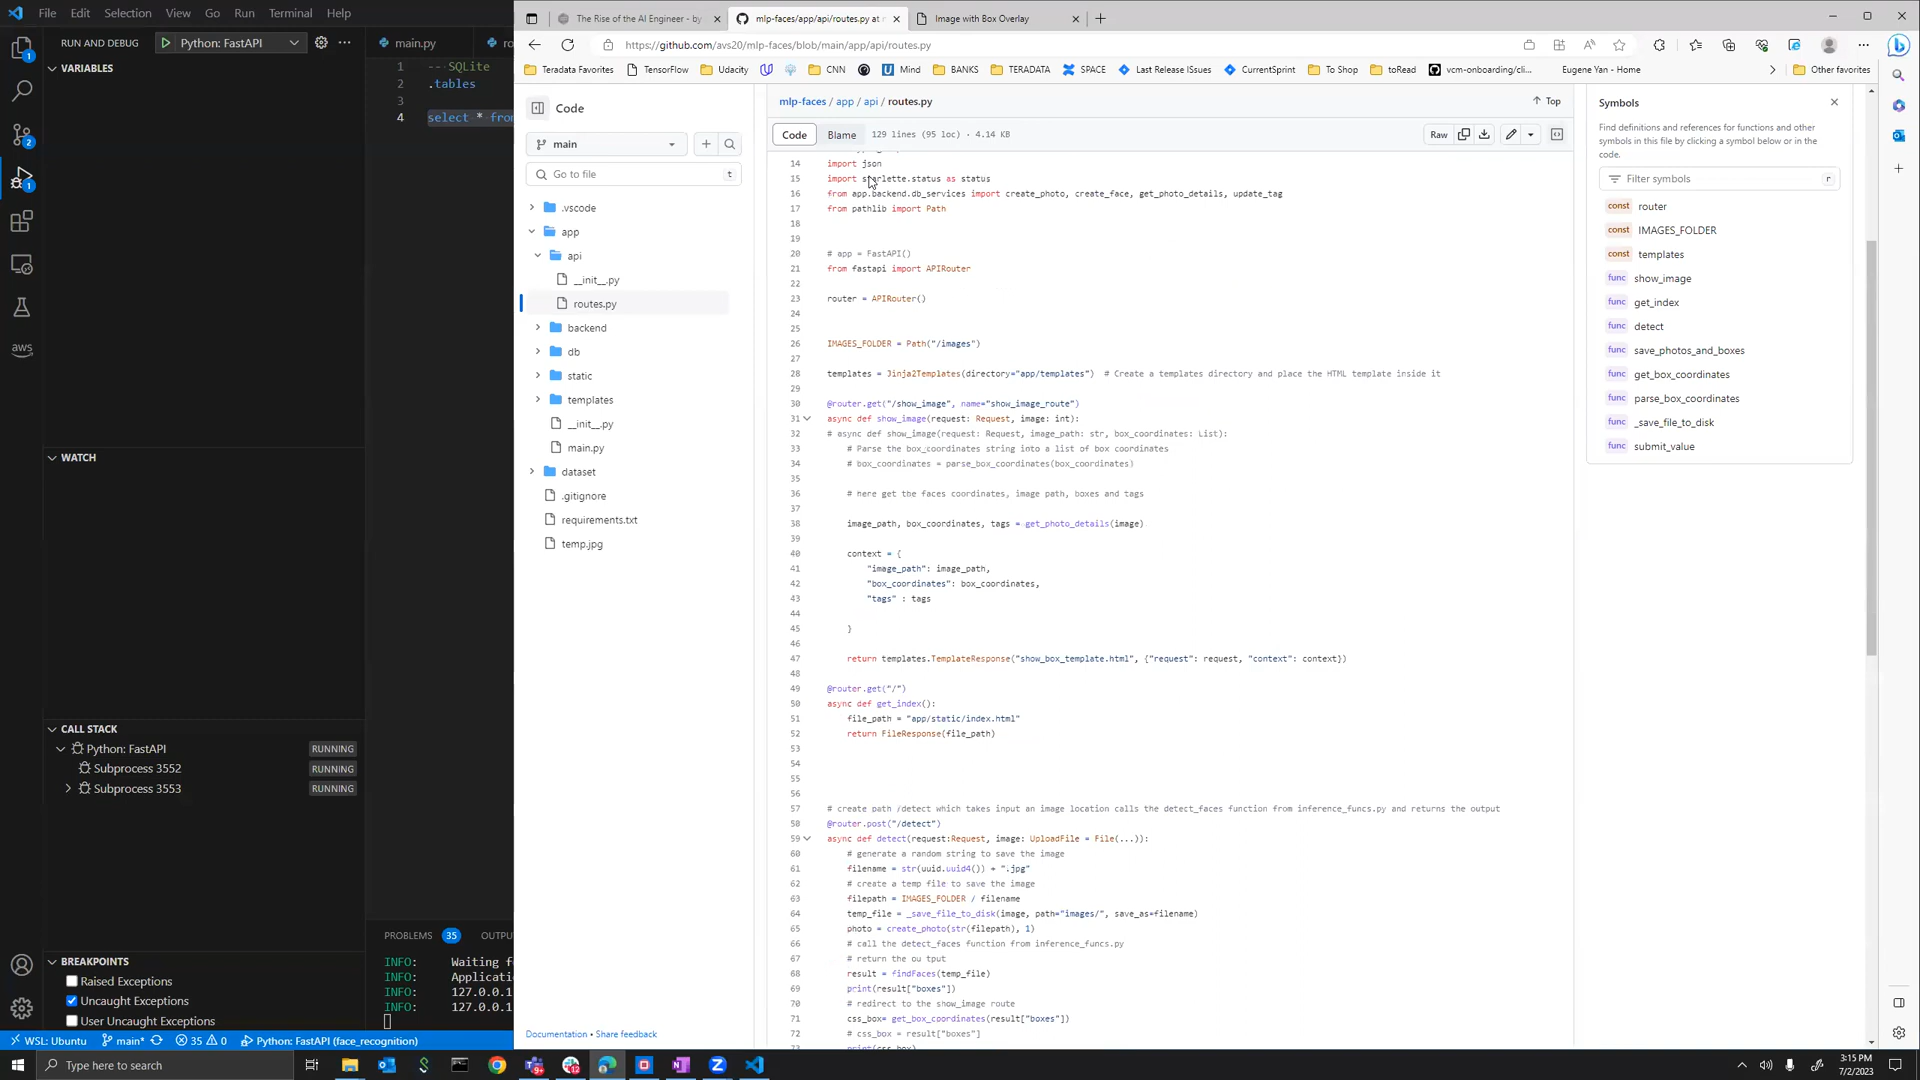 File Edit Selection View Go Run Terminal Help
RUN AND DEBUG Python: FastAPI
VARIABLES
WATCH
CALL STACK
Python: FastAPI RUNNING
Subprocess 3552 RUNNING
Subprocess 3553 RUNNING
BREAKPOINTS
Raised Exceptions
Uncaught Exceptions
User Uncaught Exceptions
aws
main.py ro
1 -- SQLite
2 .tables
3
4 select * fro
PROBLEMS 35 OUTPU
INFO: Waiting f
INFO: Applicati
INFO: 127.0.0.1
INFO: 127.0.0.1
WSL: Ubuntu main* 35 0 Python: FastAPI (face_recognition)
The Rise of the AI Engineer - by
mlp-faces/app/api/routes.py at
Image with Box Overlay
https://github.com/avs20/mlp-faces/blob/main/app/api/routes.py
Teradata Favorites TensorFlow Udacity CNN Mind BANKS TERADATA SPACE Last Release ISsues CurrentSprint To Shop toRead vcm-onboarding/cli... Eugene Yan - Home Other favorites
Code
main
Go to file t
.vscode
app
api
__init__.py
routes.py
backend
db
static
templates
__init__.py
main.py
dataset
.gitignore
requirements.txt
temp.jpg
Documentation • Share feedback
mlp-faces / app / api / routes.py Top
Code Blame 129 lines (95 loc) · 4.14 KB Raw
14 import json
15 import starlette.status as status
16 from app.backend.db_services import create_photo, create_face, get_photo_details, update_tag
17 from pathlib import Path
18
19
20 # app = FastAPI()
21 from fastapi import APIRouter
22
23 router = APIRouter()
24
25
26 IMAGES_FOLDER = Path("/images")
27
28 templates = Jinja2Templates(directory="app/templates") # Create a templates directory and place the HTML template inside it
29
30 @router.get("/show_image", name="show_image_route")
31 async def show_image(request: Request, image: int):
32 # async def show_image(request: Request, image_path: str, box_coordinates: List):
33 # Parse the box_coordinates string into a list of box coordinates
34 # box_coordinates = parse_box_coordinates(box_coordinates)
35
36 # here get the faces coordinates, image path, boxes and tags
37
38 image_path, box_coordinates, tags = get_photo_details(image)
39
40 context = {
41 "image_path": image_path,
42 "box_coordinates": box_coordinates,
43 "tags" : tags
44
45 }
46
47 return templates.TemplateResponse("show_box_template.html", {"request": request, "context": context})
48
49 @router.get("/")
50 async def get_index():
51 file_path = "app/static/index.html"
52 return FileResponse(file_path)
53
54
55
56
57 # create path /detect which takes input an image location calls the detect_faces function from inference_funcs.py and returns the output
58 @router.post("/detect")
59 async def detect(request:Request, image: UploadFile = File(...)):
60 # generate a random string to save the image
61 filename = str(uuid.uuid4()) + ".jpg"
62 # create a temp file to save the image
63 filepath = IMAGES_FOLDER / filename
64 temp_file = _save_file_to_disk(image, path="images/", save_as=filename)
65 photo = create_photo(str(filepath), 1)
66 # call the detect_faces function from inference_funcs.py
67 # return the ou tput
68 result = findFaces(temp_file)
69 print(result["boxes"])
70 # redirect to the show_image route
71 css_box= get_box_coordinates(result["boxes"])
72 # css_box = result["boxes"]
73 print(css_box)
Symbols
Find definitions and references for functions and other
symbols in this file by clicking a symbol below or in the
code.
Filter symbols r
const router
const IMAGES_FOLDER
const templates
func show_image
func get_index
func detect
func save_photos_and_boxes
func get_box_coordinates
func parse_box_coordinates
func _save_file_to_disk
func submit_value
Type here to search
3:15 PM
7/2/2023